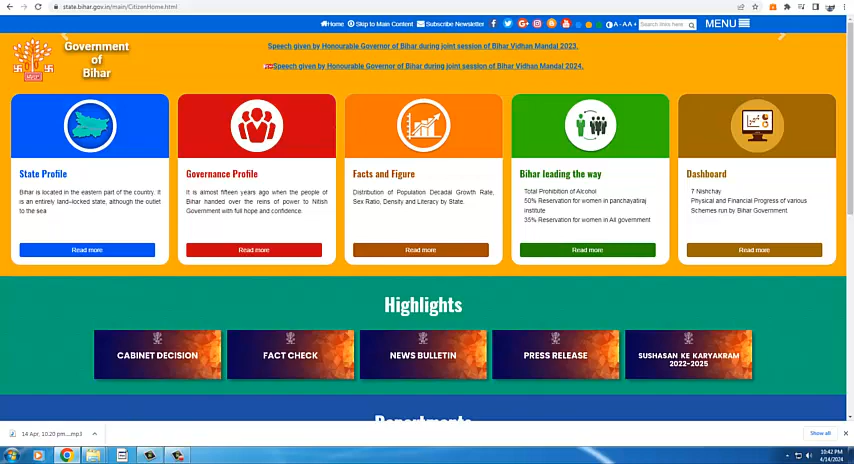 state.bihar.gov.in/main/CitizenHome.html
Home Skip to Main Content Subscribe Newsletter A - A A + Search lines here MENU
Government
of
Bihar
Speech given by Honourable Governor of Bihar during joint session of Bihar Vidhan Mandal 2023.
Speech given by Honourable Governor of Bihar during joint session of Bihar Vidhan Mandal 2024.
State Profile
Bihar is located in the eastern part of the country. It
is an entirely land–locked state, although the outlet
to the sea
Read more
Governance Profile
It is almost fifteen years ago when the people of
Bihar handed over the reins of power to Nitish
Government with full hope and confidence.
Read more
Facts and Figure
Distribution of Population Decadal Growth Rate,
Sex Ratio, Density and Literacy by State.
Read more
Bihar leading the way
Total Prohibition of Alcohol
50% Reservation for women in panchayatiraj
institute
35% Reservation for women in All government
Read more
Dashboard
7 Nishchay
Physical and Financial Progress of various
Schemes run by Bihar Government
Read more
Highlights
CABINET DECISION
FACT CHECK
NEWS BULLETIN
PRESS RELEASE
SUSHASAN KE KARYAKRAM
2022-2025
Departments
14 Apr, 10.20 pm....mp3
Show all
10:42 PM
4/14/2024